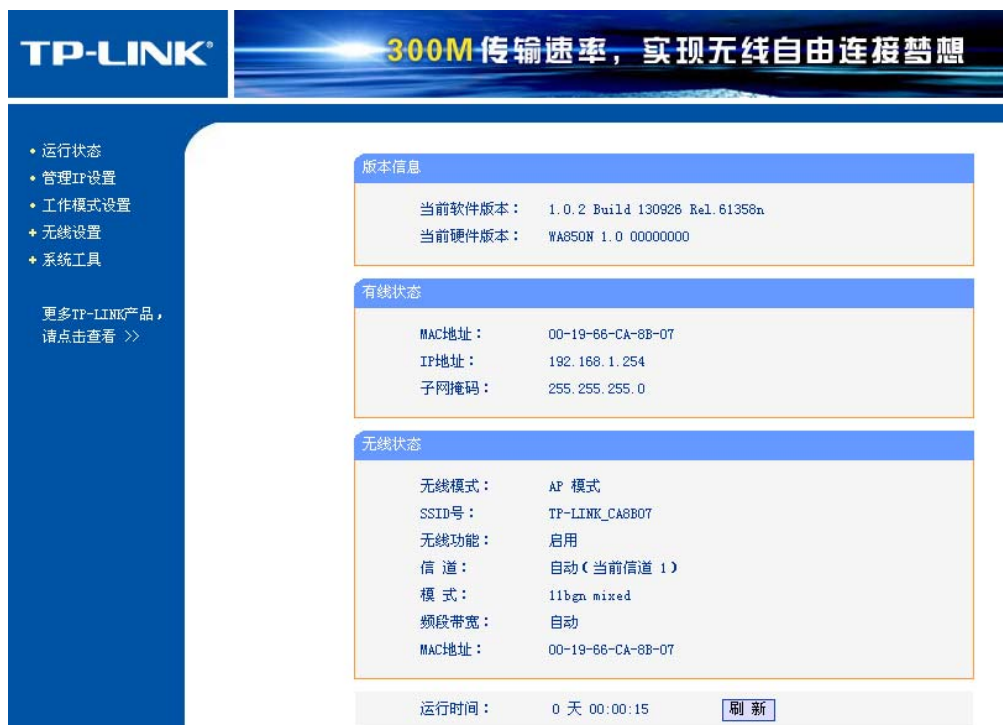 TP-LINK®
300M 传输速率，实现无线自由连接梦想
运行状态
管理IP设置
工作模式设置
无线设置
系统工具
更多TP-LINK产品，
请点击查看 >>
版本信息
当前软件版本： 1.0.2 Build 130926 Rel.61358n
当前硬件版本： WA850N 1.0 00000000
有线状态
MAC地址： 00-19-66-CA-8B-07
IP地址： 192.168.1.254
子网掩码： 255.255.255.0
无线状态
无线模式： AP 模式
SSID号： TP-LINK_CA8B07
无线功能： 启用
信 道： 自动(当前信道 1)
模 式： 11bgn mixed
频段带宽： 自动
MAC地址： 00-19-66-CA-8B-07
运行时间： 0 天 00:00:15 刷 新